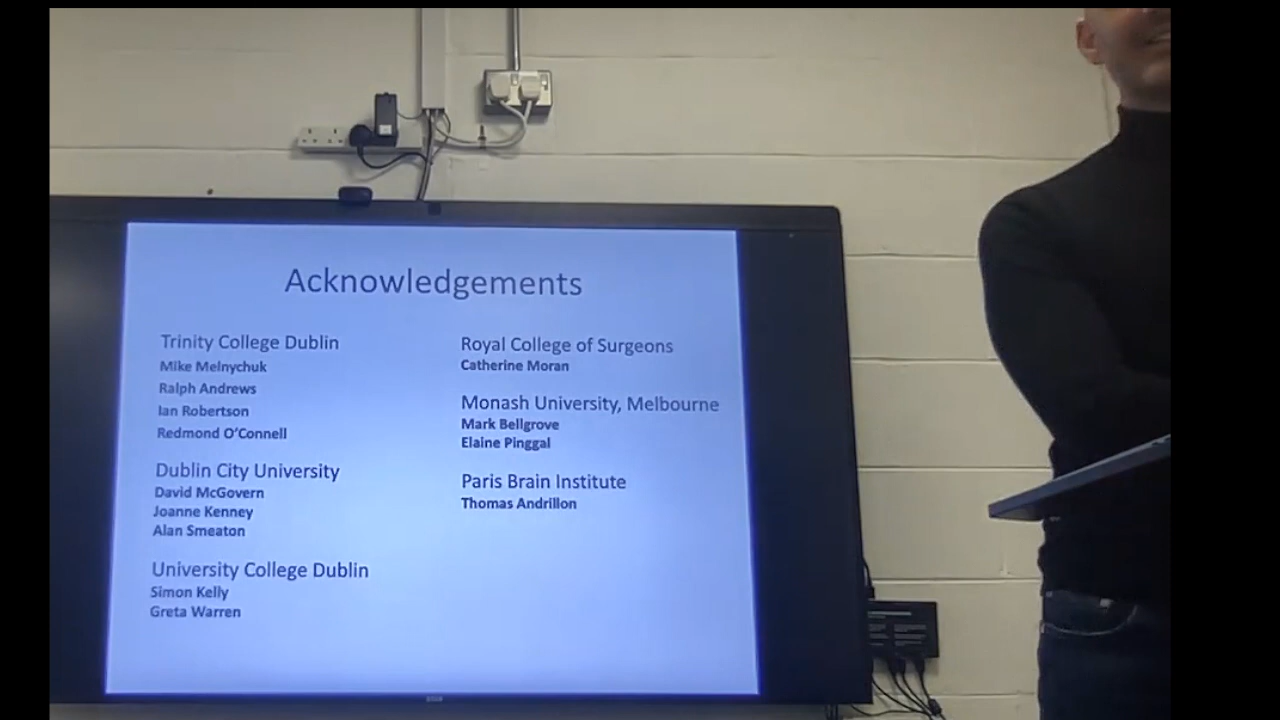 Acknowledgements
Trinity College Dublin
Mike Melnychuk
Ralph Andrews
Ian Robertson
Redmond O'Connell
Dublin City University
David McGovern
Joanne Kenney
Alan Smeaton
University College Dublin
Simon Kelly
Greta Warren
Royal College of Surgeons
Catherine Moran
Monash University, Melbourne
Mark Bellgrove
Elaine Pinggal
Paris Brain Institute
Thomas Andrillon